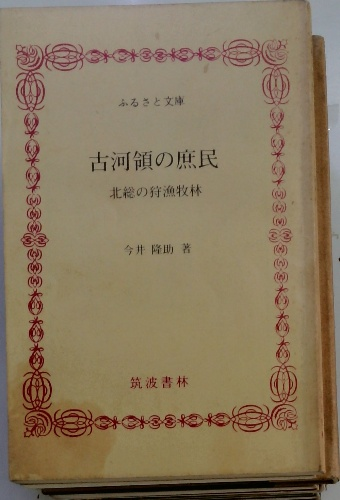 ふるさと文庫
古河領の庶民
北総の狩漁牧林
今井 隆助 著
筑波書林